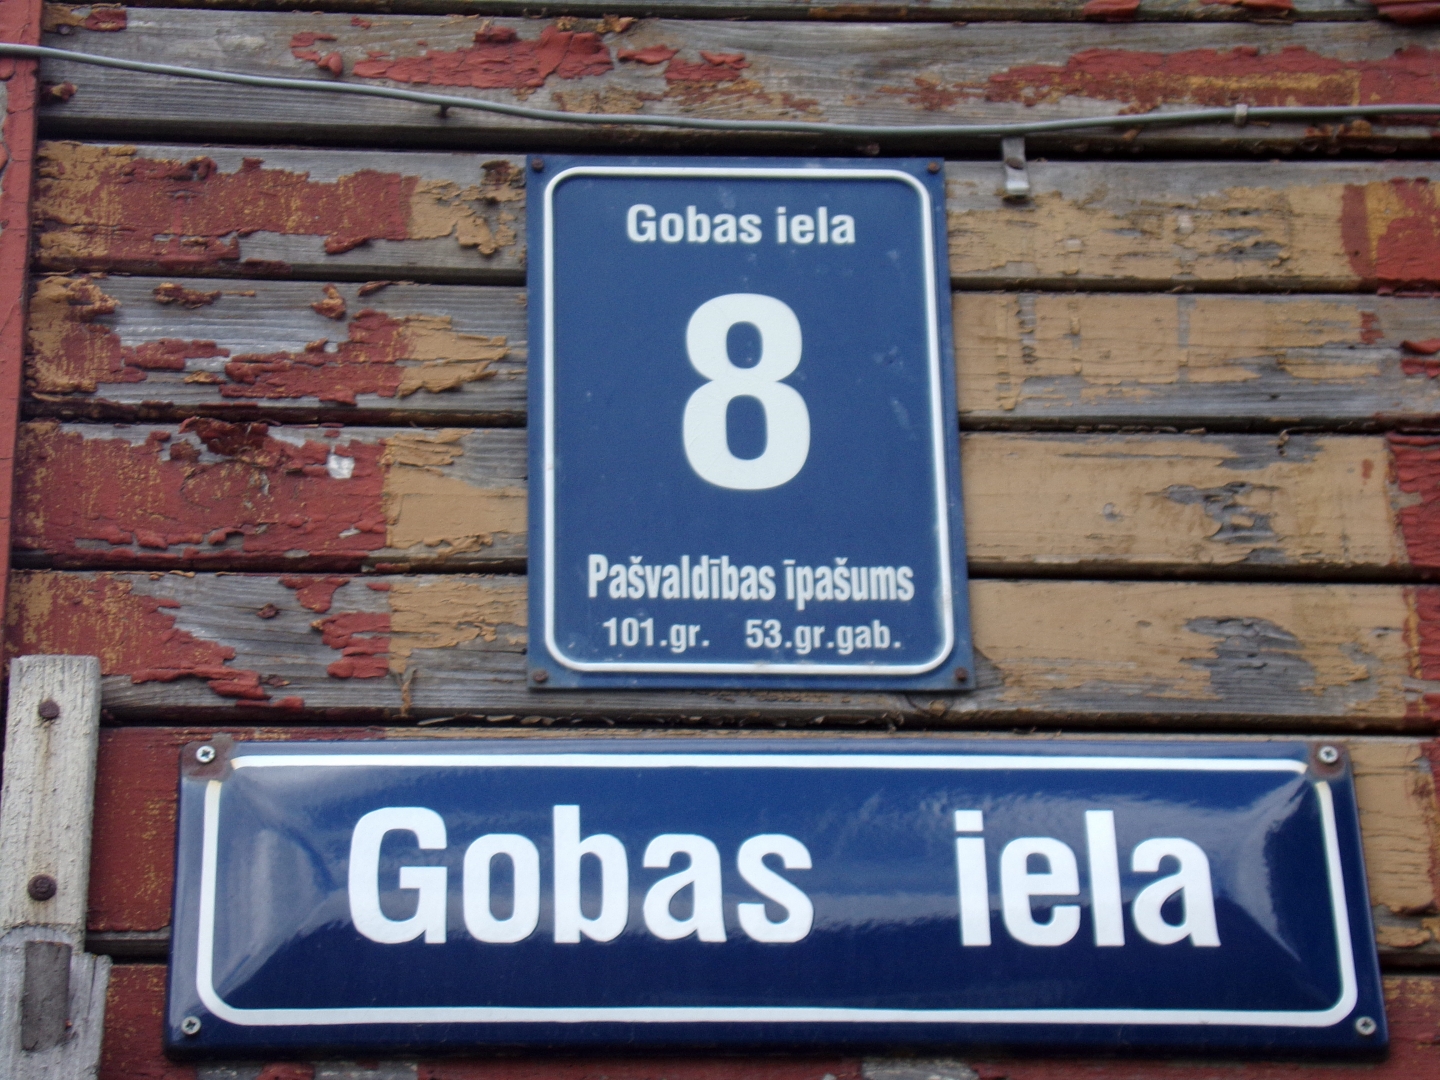 Gobas iela
8
Pašvaldības īpašums
101.gr. 53.gr.gab.
Gobas iela